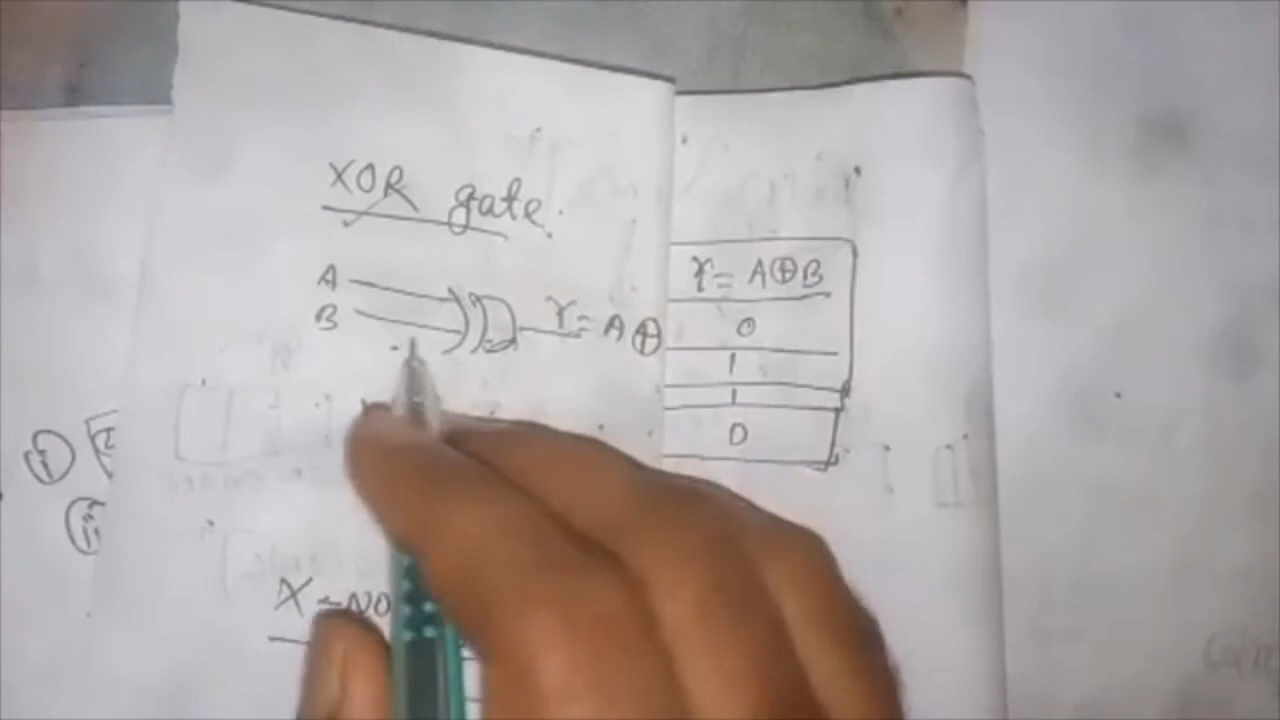 XOR gate.
A
B
Y = A ⊕
Y = A⊕B
0
1
1
0
X-NO